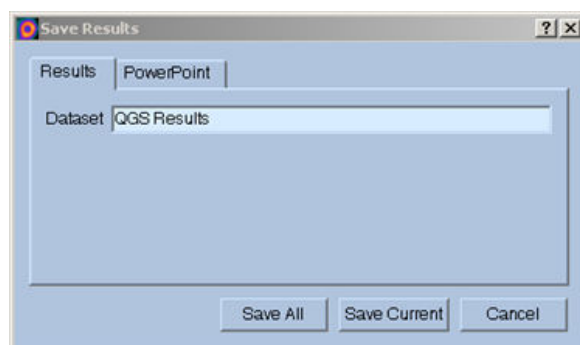 Save Results
Results PowerPoint
Dataset QGS Results
Save All Save Current Cancel